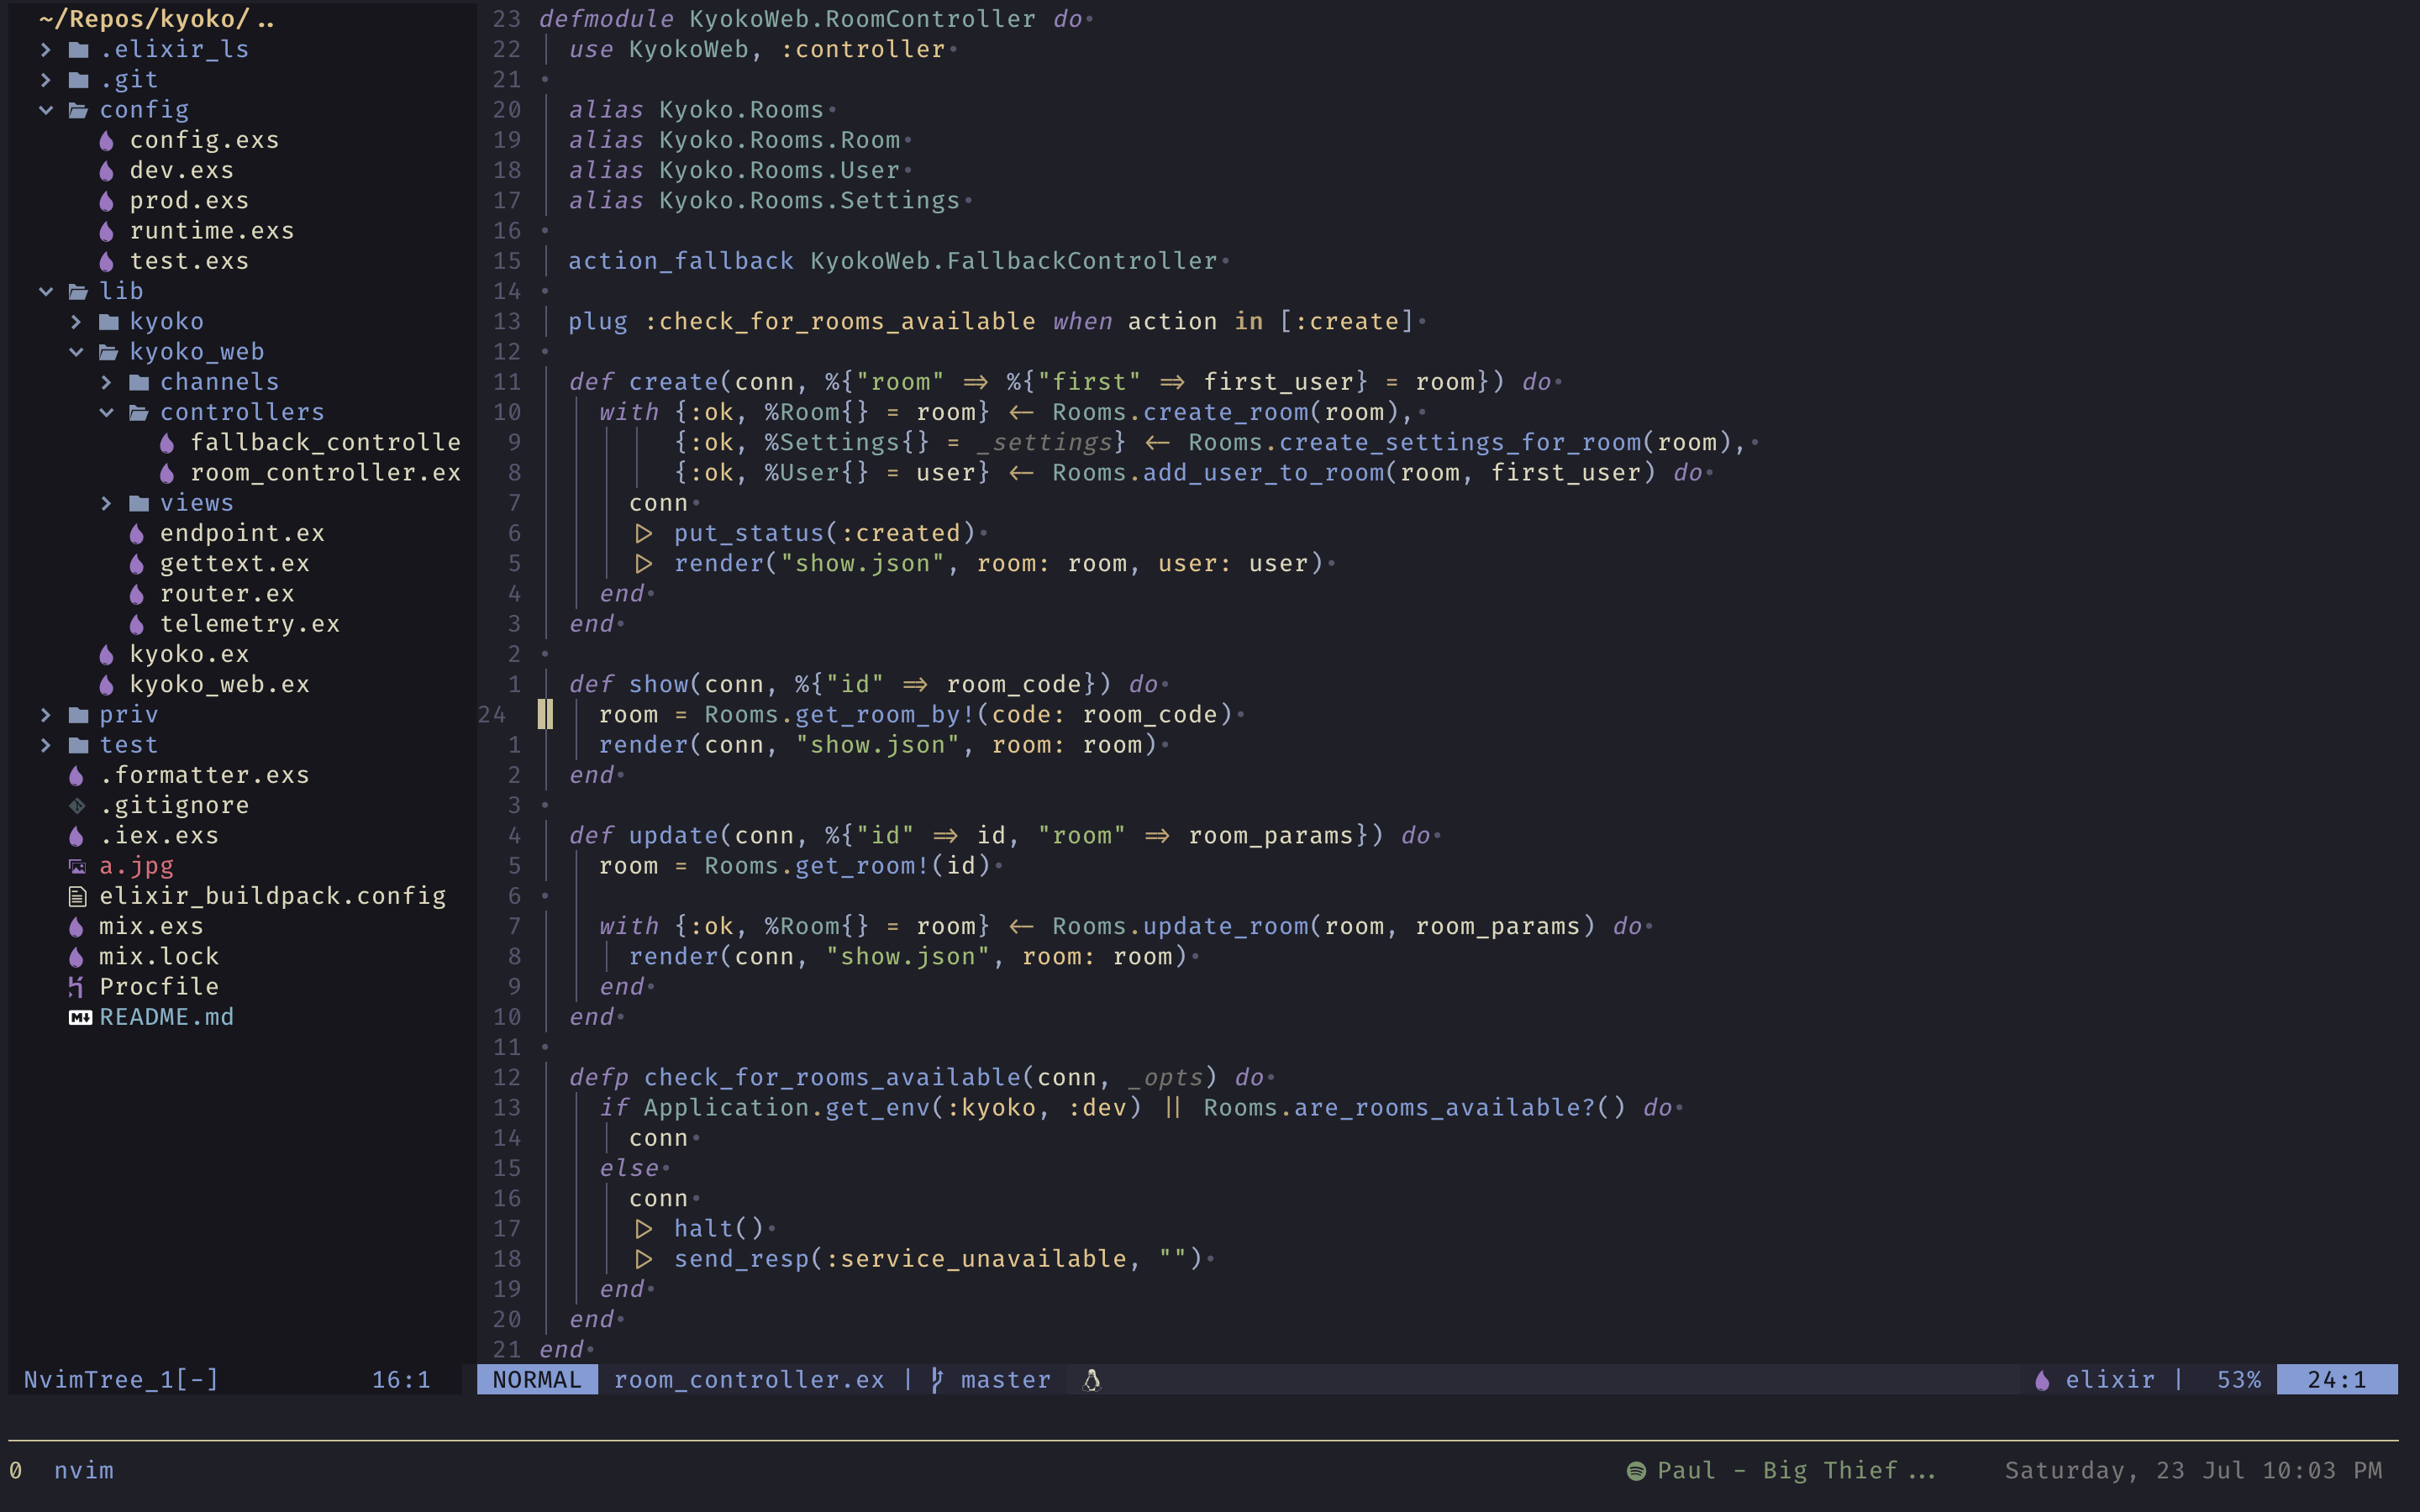 ~/Repos/kyoko/..
.elixir_ls
.git
config
config.exs
dev.exs
prod.exs
runtime.exs
test.exs
lib
kyoko
kyoko_web
channels
controllers
fallback_controlle
room_controller.ex
views
endpoint.ex
gettext.ex
router.ex
telemetry.ex
kyoko.ex
kyoko_web.ex
priv
test
.formatter.exs
.gitignore
.iex.exs
a.jpg
elixir_buildpack.config
mix.exs
mix.lock
Procfile
README.md
NvimTree_1[-] 16:1
23 defmodule KyokoWeb.RoomController do
22 use KyokoWeb, :controller
21
20 alias Kyoko.Rooms
19 alias Kyoko.Rooms.Room
18 alias Kyoko.Rooms.User
17 alias Kyoko.Rooms.Settings
16
15 action_fallback KyokoWeb.FallbackController
14
13 plug :check_for_rooms_available when action in [:create]
12
11 def create(conn, %{"room" => %{"first" => first_user} = room}) do
10 with {:ok, %Room{} = room} <- Rooms.create_room(room),
9 {:ok, %Settings{} = _settings} <- Rooms.create_settings_for_room(room),
8 {:ok, %User{} = user} <- Rooms.add_user_to_room(room, first_user) do
7 conn
6 |> put_status(:created)
5 |> render("show.json", room: room, user: user)
4 end
3 end
2
1 def show(conn, %{"id" => room_code}) do
24 room = Rooms.get_room_by!(code: room_code)
1 render(conn, "show.json", room: room)
2 end
3
4 def update(conn, %{"id" => id, "room" => room_params}) do
5 room = Rooms.get_room!(id)
6
7 with {:ok, %Room{} = room} <- Rooms.update_room(room, room_params) do
8 render(conn, "show.json", room: room)
9 end
10 end
11
12 defp check_for_rooms_available(conn, _opts) do
13 if Application.get_env(:kyoko, :dev) || Rooms.are_rooms_available?() do
14 conn
15 else
16 conn
17 |> halt()
18 |> send_resp(:service_unavailable, "")
19 end
20 end
21 end
NORMAL room_controller.ex | master elixir | 53% 24:1
0 nvim Paul - Big Thief... Saturday, 23 Jul 10:03 PM